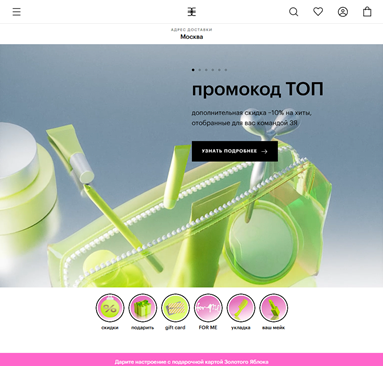 АДРЕС ДОСТАВКИ
Москва
промокод ТОП
дополнительная скидка –10% на хиты,
отобранные для вас командой ЗЯ
УЗНАТЬ ПОДРОБНЕЕ →
скидки подарить gift card FOR ME укладка ваш мейк
Дарите настроение с подарочной картой Золотого Яблока